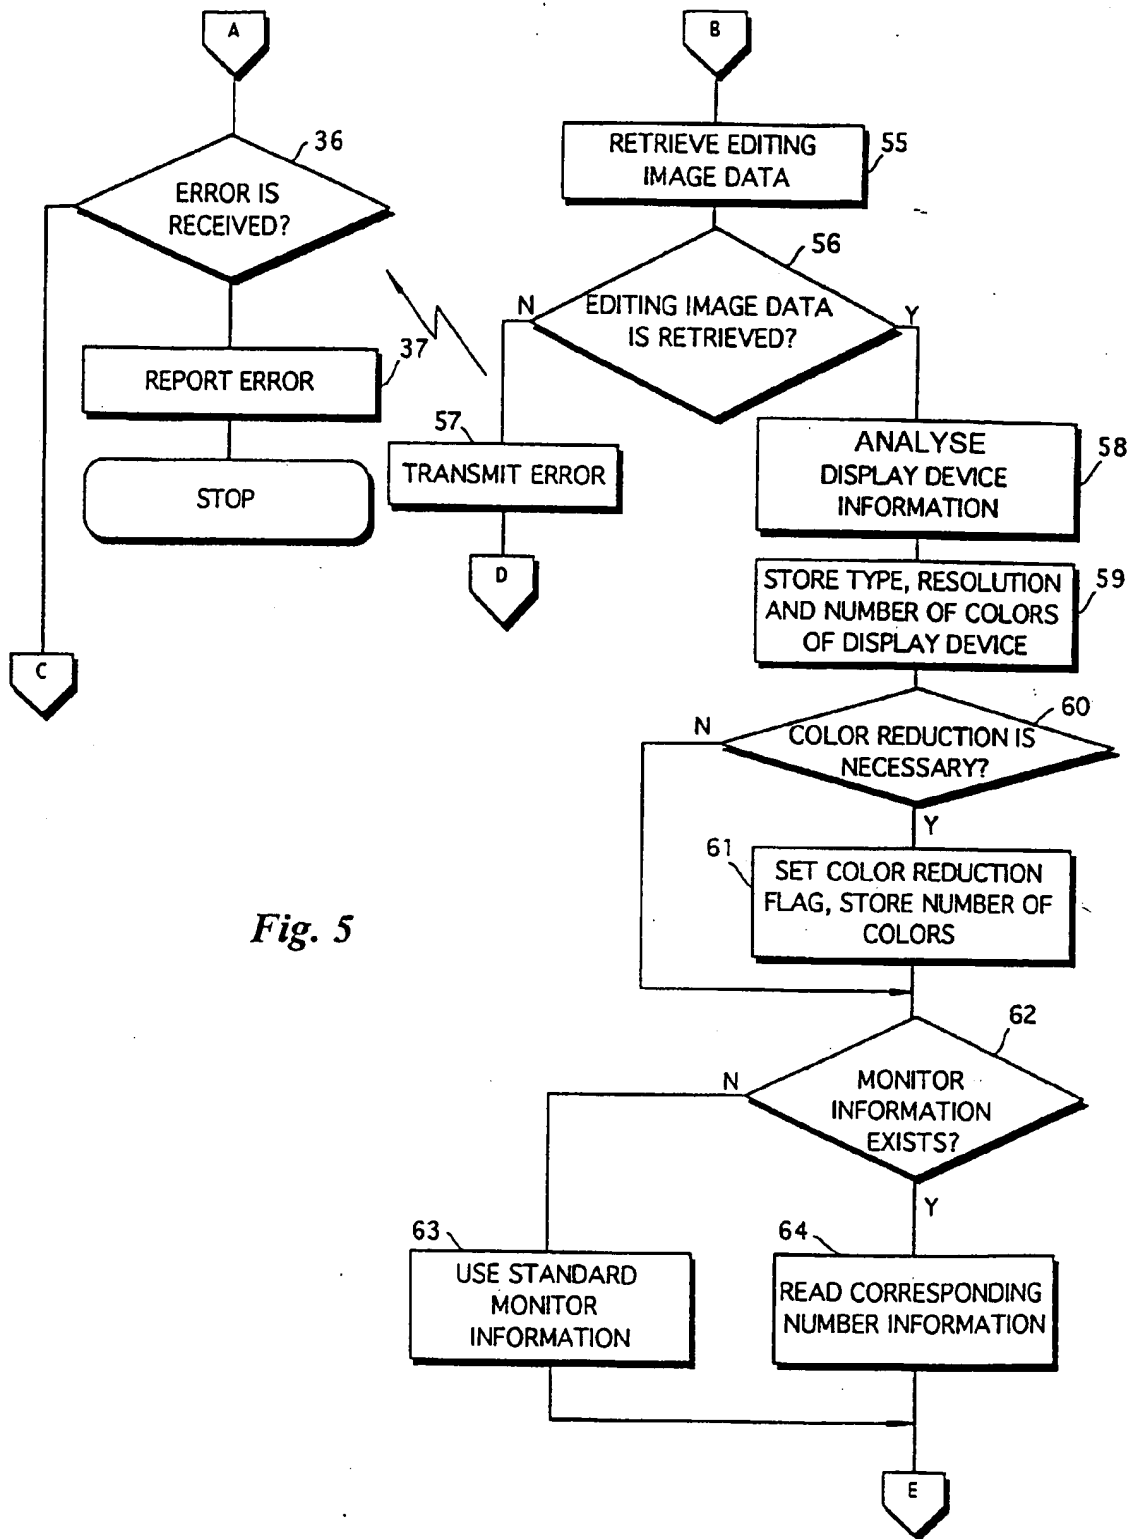 A
36
ERROR IS
RECEIVED?
37
REPORT ERROR
STOP
C
B
RETRIEVE EDITING
IMAGE DATA
55
56
EDITING IMAGE DATA
IS RETRIEVED?
N
Y
57
TRANSMIT ERROR
D
ANALYSE
DISPLAY DEVICE
INFORMATION
58
STORE TYPE, RESOLUTION
AND NUMBER OF COLORS
OF DISPLAY DEVICE
59
60
N
COLOR REDUCTION IS
NECESSARY?
Y
61
SET COLOR REDUCTION
FLAG, STORE NUMBER OF
COLORS
Fig. 5
62
N
MONITOR
INFORMATION
EXISTS?
Y
63
USE STANDARD
MONITOR
INFORMATION
64
READ CORRESPONDING
NUMBER INFORMATION
E